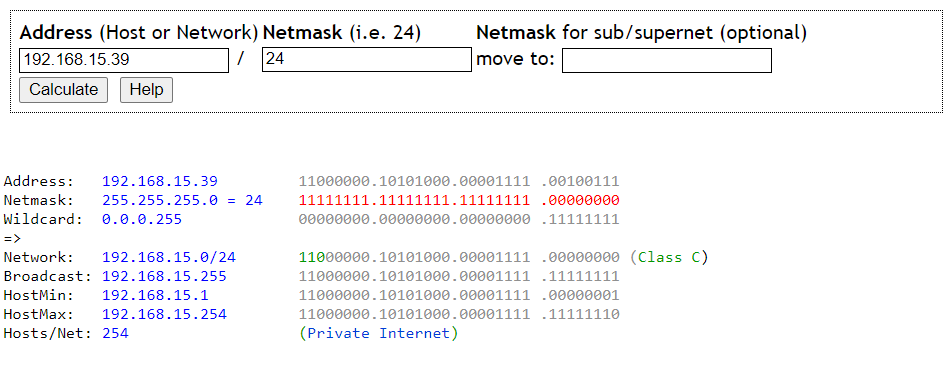 Address (Host or Network) Netmask (i.e. 24) Netmask for sub/supernet (optional)
192.168.15.39 / 24 move to:
Calculate Help
Address: 192.168.15.39 11000000.10101000.00001111 .00100111
Netmask: 255.255.255.0 = 24 11111111.11111111.11111111 .00000000
Wildcard: 0.0.0.255 00000000.00000000.00000000 .11111111
=>
Network: 192.168.15.0/24 11000000.10101000.00001111 .00000000 (Class C)
Broadcast: 192.168.15.255 11000000.10101000.00001111 .11111111
HostMin: 192.168.15.1 11000000.10101000.00001111 .00000001
HostMax: 192.168.15.254 11000000.10101000.00001111 .11111110
Hosts/Net: 254 (Private Internet)